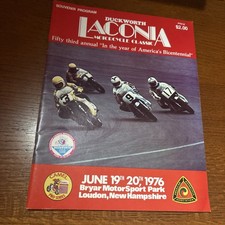 SOUVENIR PROGRAM
$2.00
DUCKWORTH
LACONIA
MOTORCYCLE CLASSIC
Fifty third annual "In the year of America's Bicentennial"
JUNE 19th 20th 1976
Bryar MotorSport Park
Loudon, New Hampshire